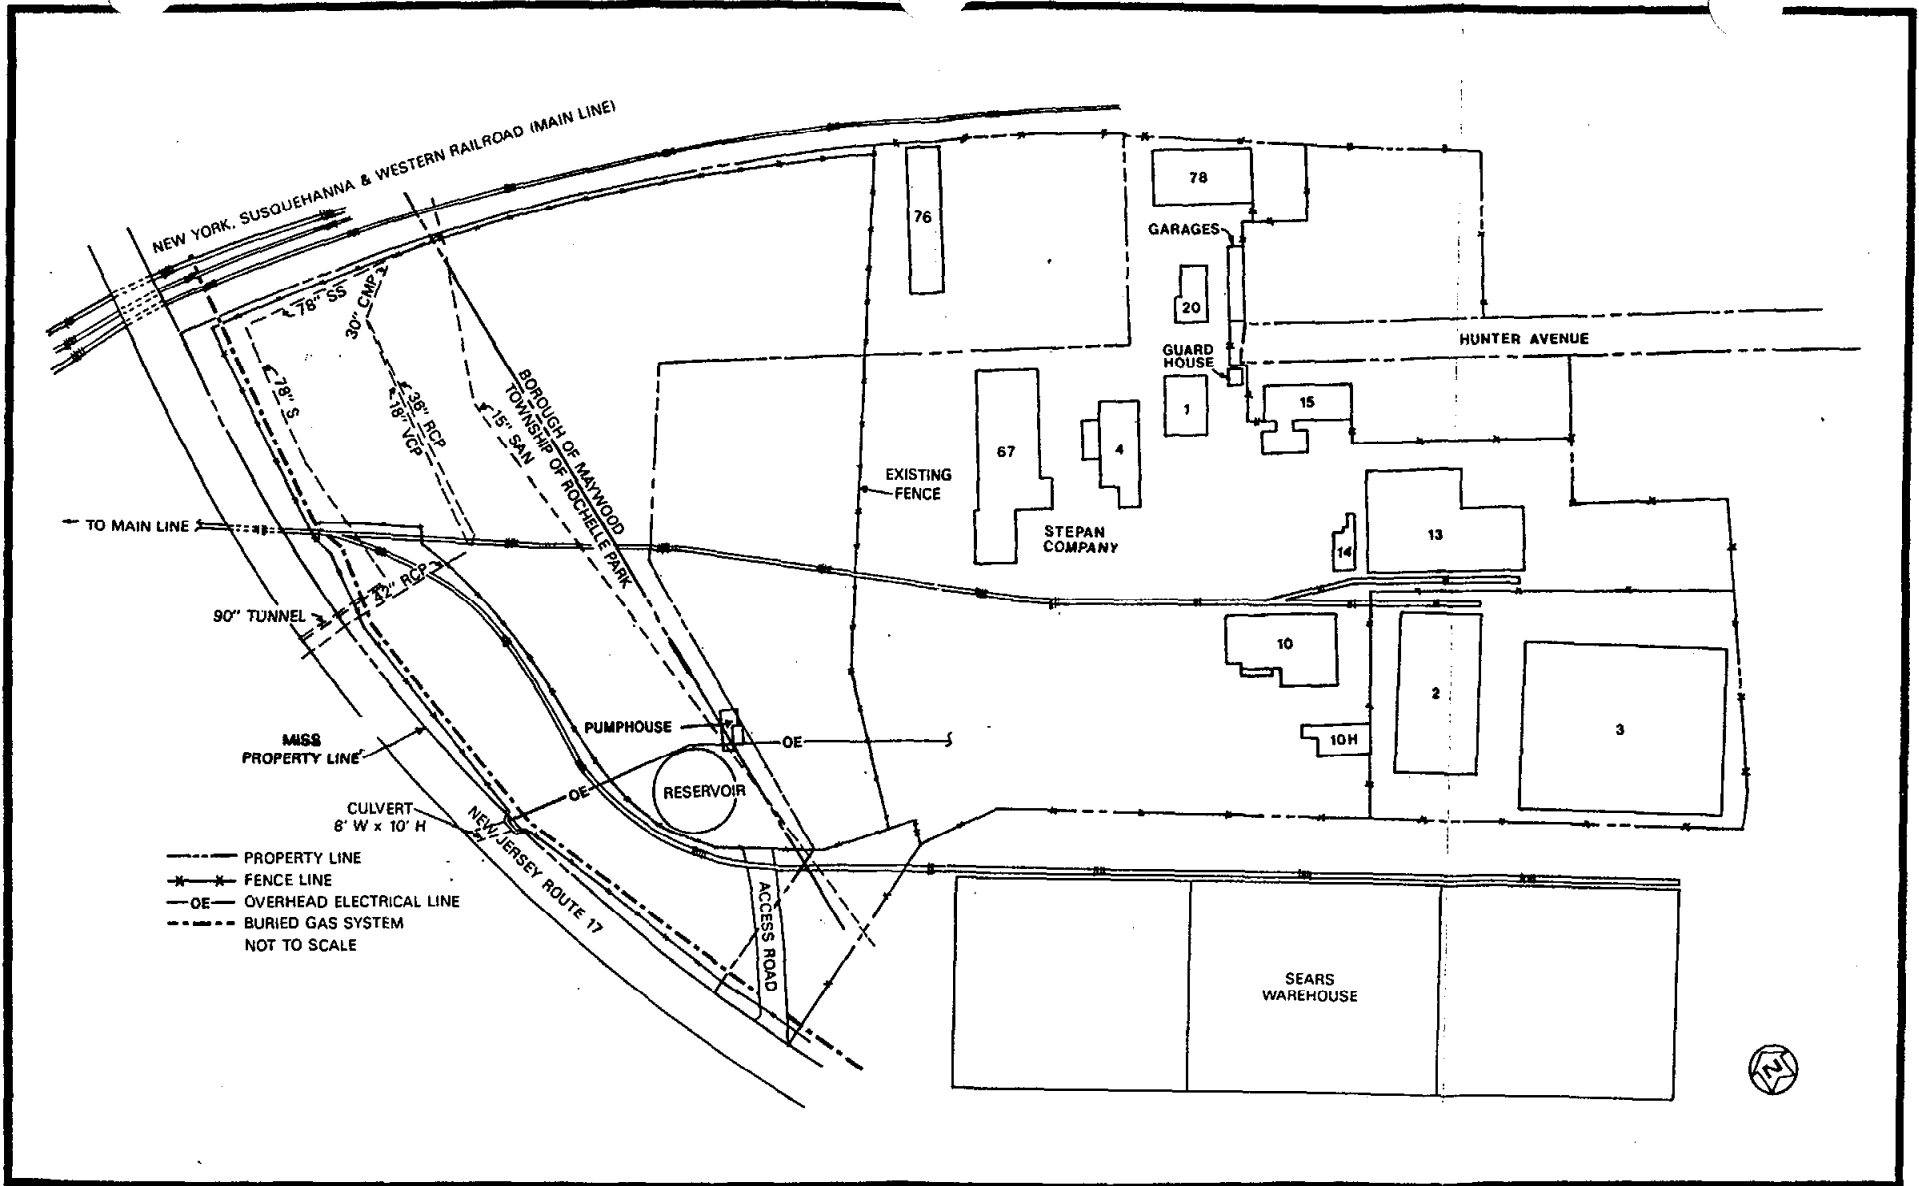 NEW YORK, SUSQUEHANNA & WESTERN RAILROAD (MAIN LINE)
78
76
GARAGES
20
78" SS
30" CMP
HUNTER AVENUE
GUARD
HOUSE
78" S
36" RCP
18" VCP
15" SAN
BOROUGH OF MAYWOOD
TOWNSHIP OF ROCHELLE PARK
1
15
67
4
EXISTING
FENCE
STEPAN
COMPANY
TO MAIN LINE
14
13
42" RCP
90" TUNNEL
10
2
3
10H
PUMPHOUSE
OE
MISS
PROPERTY LINE
OE
RESERVOIR
CULVERT
8' W x 10' H
NEW JERSEY ROUTE 17
ACCESS ROAD
PROPERTY LINE
FENCE LINE
OE OVERHEAD ELECTRICAL LINE
BURIED GAS SYSTEM
NOT TO SCALE
SEARS
WAREHOUSE
N